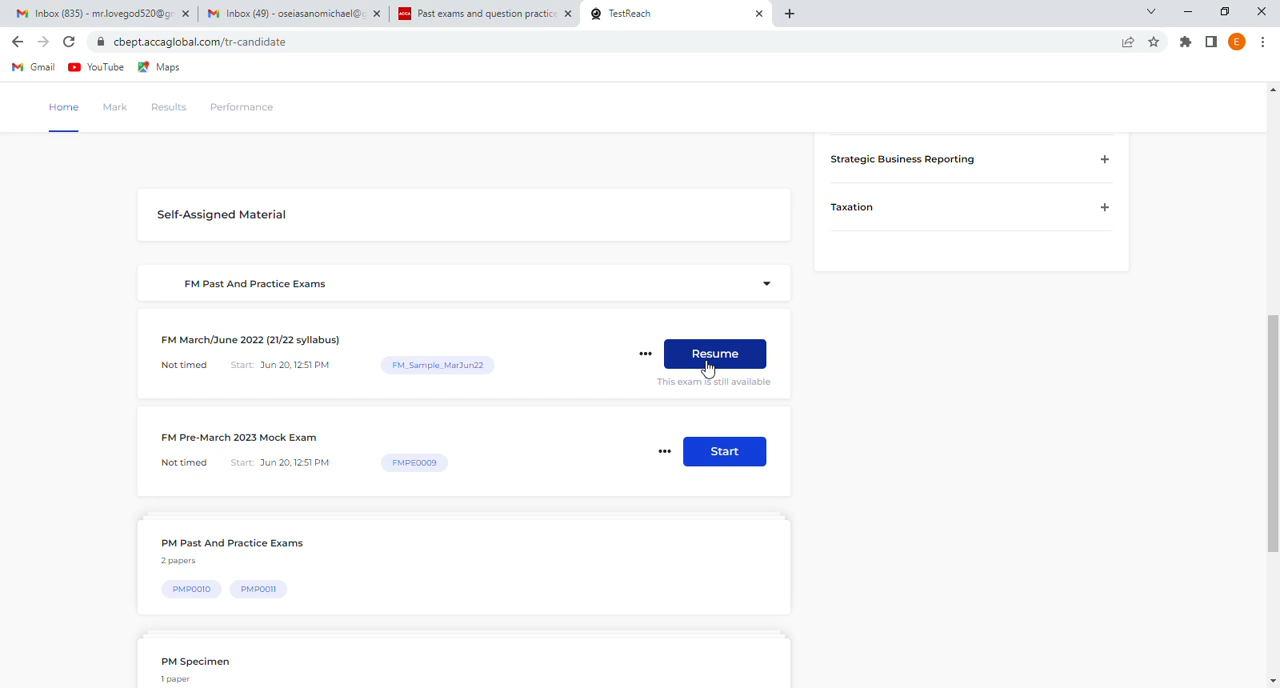 Inbox (835) - mr.lovegod520@g
Inbox (49) - oseiasanomichael@g
ACCA
Past exams and question practice
TestReach
cbept.accaglobal.com/tr-candidate
E
Gmail
YouTube
Maps
Home
Mark
Results
Performance
Strategic Business Reporting
Taxation
Self-Assigned Material
FM Past And Practice Exams
FM March/June 2022 (21/22 syllabus)
Not timed Start: Jun 20, 12:51 PM FM_Sample_MarJun22
Resume
This exam is still available
FM Pre-March 2023 Mock Exam
Not timed Start: Jun 20, 12:51 PM FMPE0009
Start
PM Past And Practice Exams
2 papers
PMP0010 PMP0011
PM Specimen
1 paper